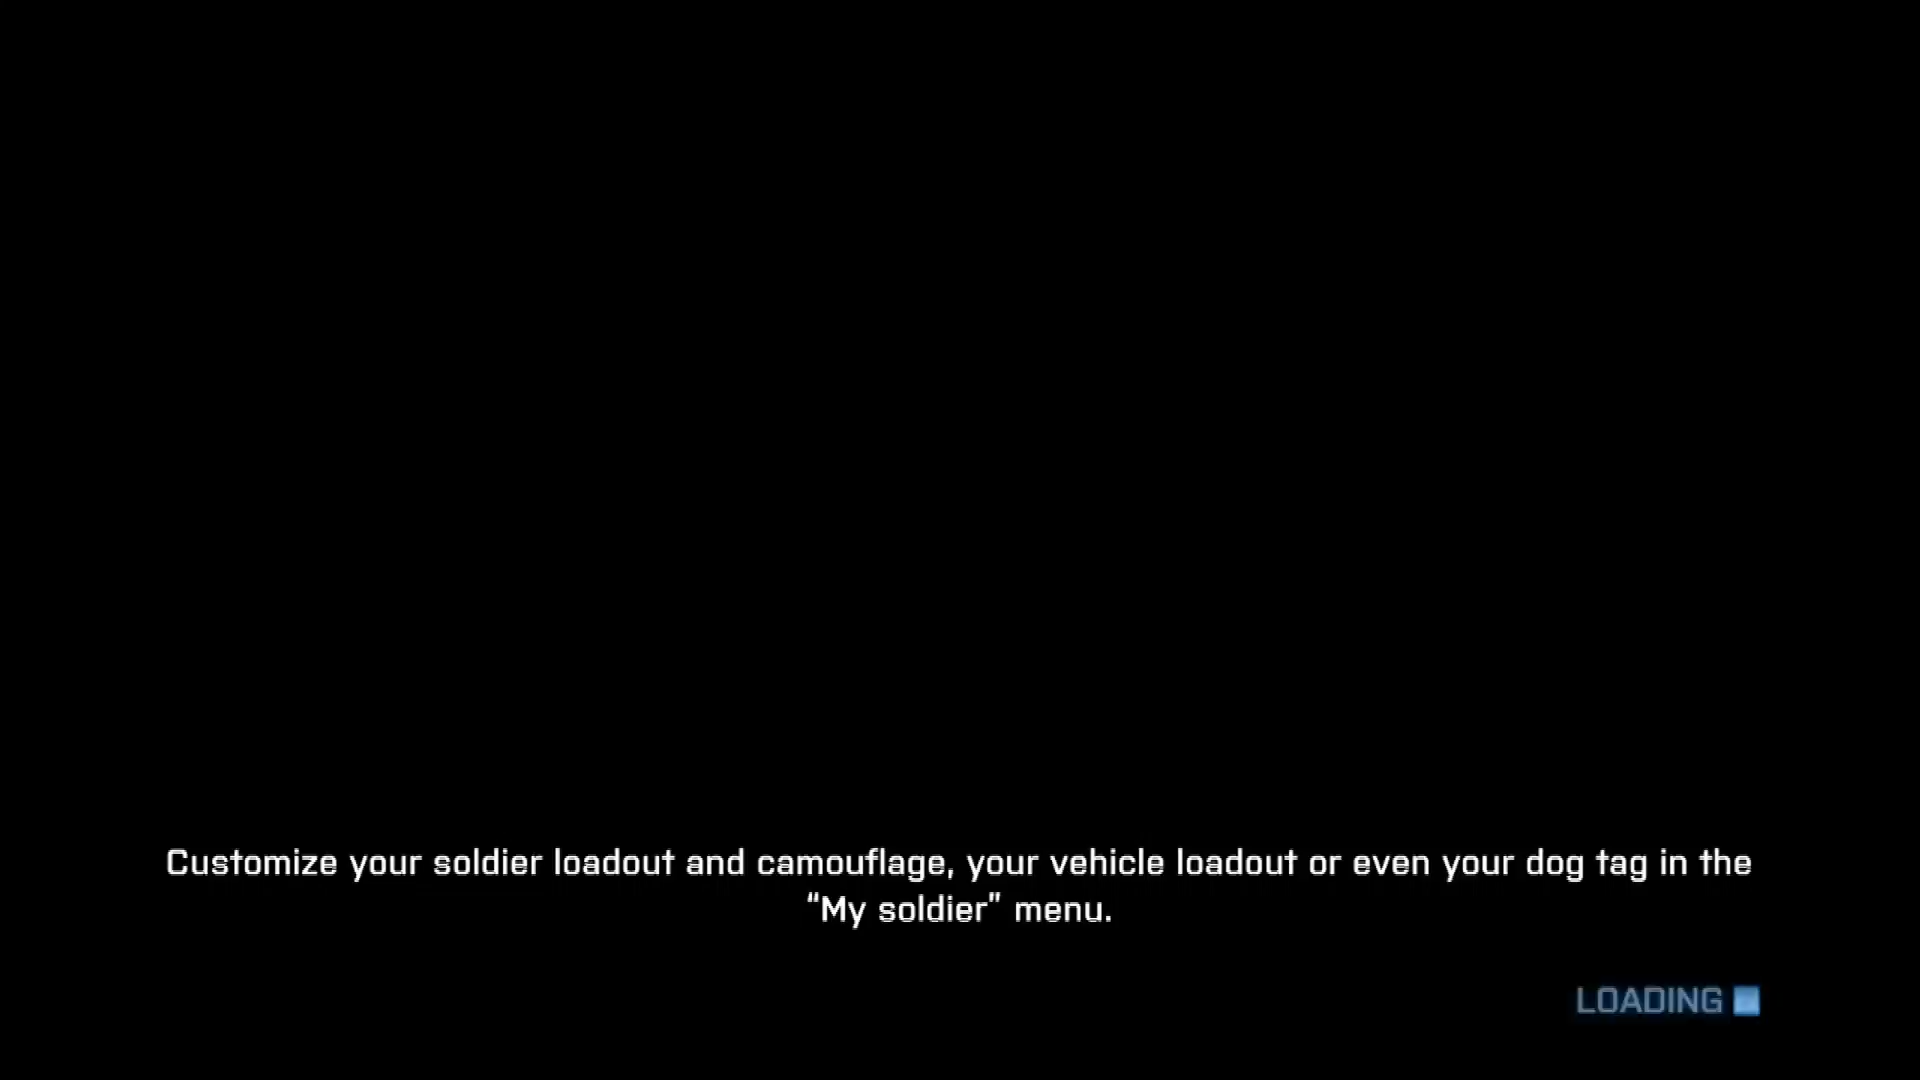 Customize your soldier loadout and camouflage, your vehicle loadout or even your dog tag in the
“My soldier” menu.
LOADING